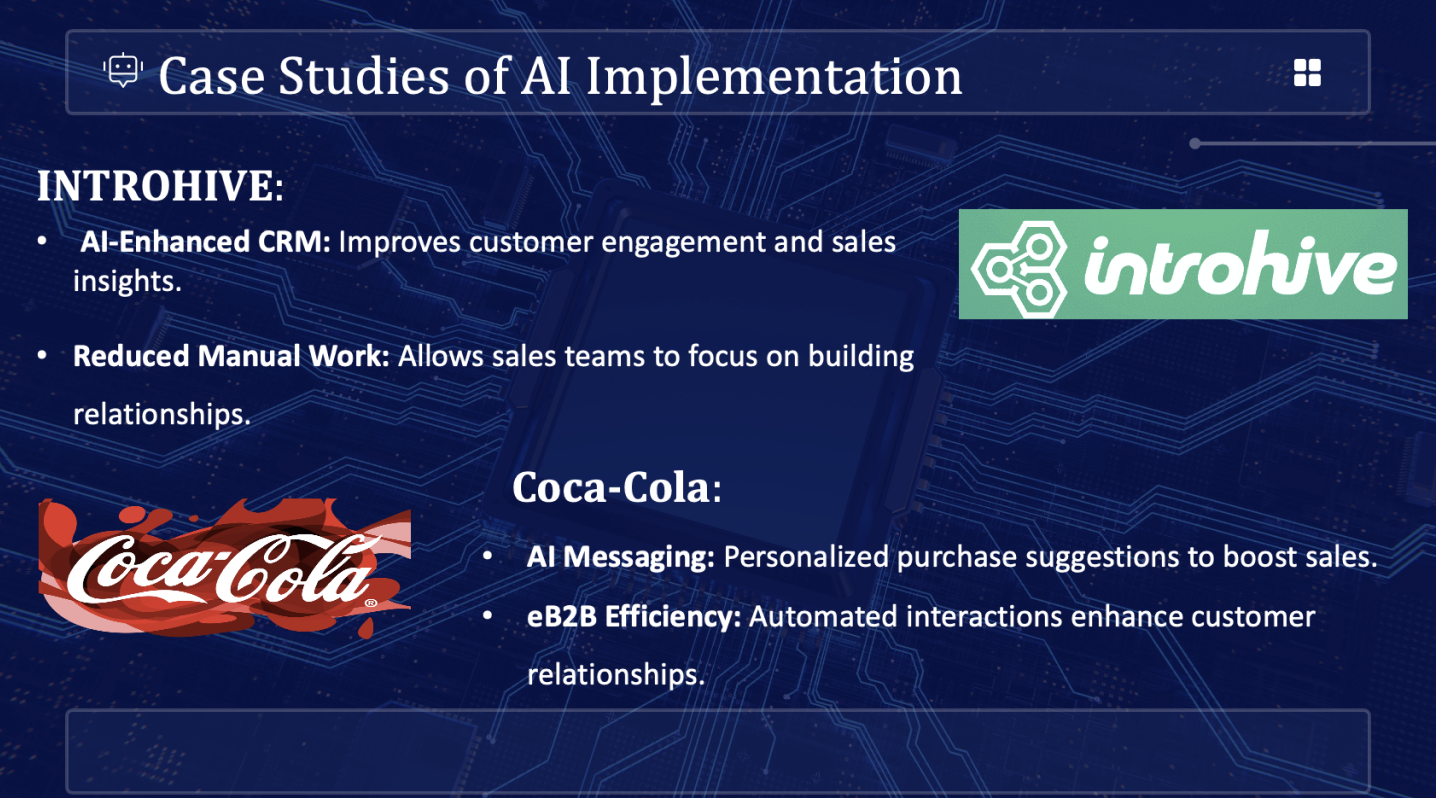 Case Studies of AI Implementation
INTROHIVE:
• AI-Enhanced CRM: Improves customer engagement and sales
insights.
introhive
• Reduced Manual Work: Allows sales teams to focus on building
relationships.
Coca-Cola:
Coca-Cola®
• AI Messaging: Personalized purchase suggestions to boost sales.
• eB2B Efficiency: Automated interactions enhance customer
relationships.